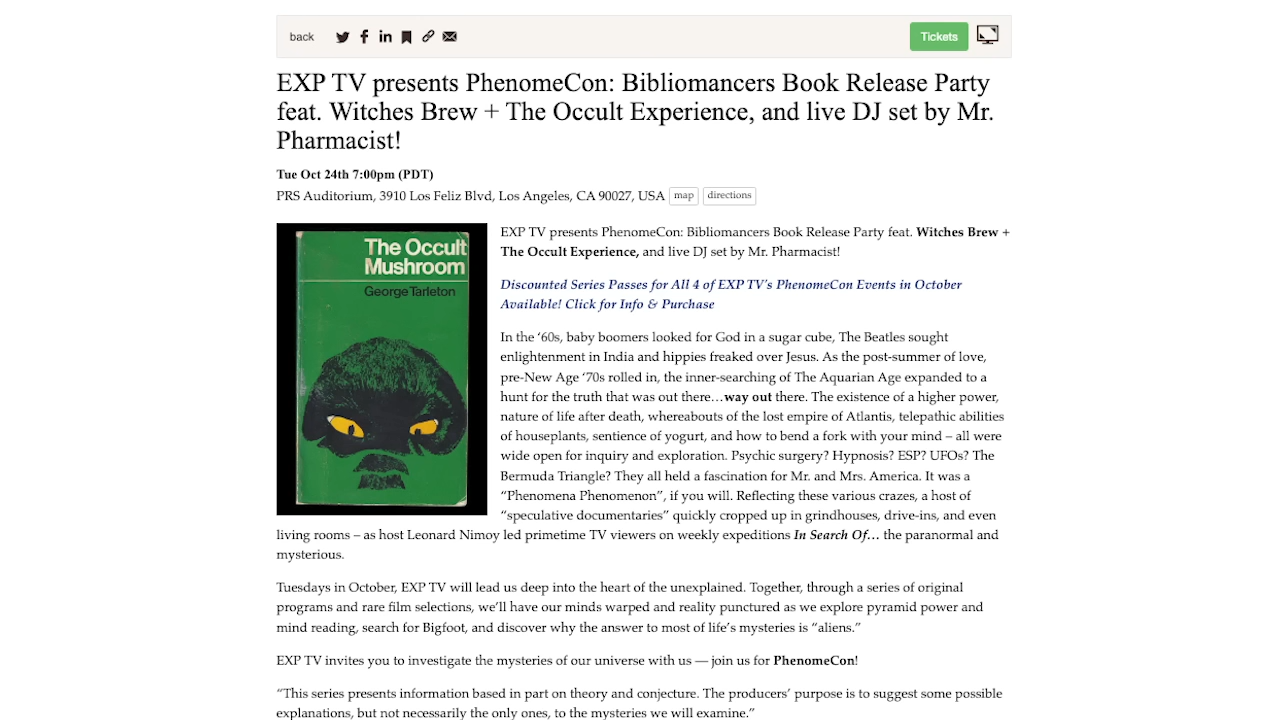 back
Tickets
EXP TV presents PhenomeCon: Bibliomancers Book Release Party
feat. Witches Brew + The Occult Experience, and live DJ set by Mr.
Pharmacist!
Tue Oct 24th 7:00pm (PDT)
PRS Auditorium, 3910 Los Feliz Blvd, Los Angeles, CA 90027, USA map directions
The Occult
Mushroom
George Tarleton
EXP TV presents PhenomeCon: Bibliomancers Book Release Party feat. Witches Brew +
The Occult Experience, and live DJ set by Mr. Pharmacist!
Discounted Series Passes for All 4 of EXP TV's PhenomeCon Events in October
Available! Click for Info & Purchase
In the ‘60s, baby boomers looked for God in a sugar cube, The Beatles sought
enlightenment in India and hippies freaked over Jesus. As the post-summer of love,
pre-New Age ‘70s rolled in, the inner-searching of The Aquarian Age expanded to a
hunt for the truth that was out there…way out there. The existence of a higher power,
nature of life after death, whereabouts of the lost empire of Atlantis, telepathic abilities
of houseplants, sentience of yogurt, and how to bend a fork with your mind – all were
wide open for inquiry and exploration. Psychic surgery? Hypnosis? ESP? UFOs? The
Bermuda Triangle? They all held a fascination for Mr. and Mrs. America. It was a
“Phenomena Phenomenon”, if you will. Reflecting these various crazes, a host of
“speculative documentaries” quickly cropped up in grindhouses, drive-ins, and even
living rooms – as host Leonard Nimoy led primetime TV viewers on weekly expeditions In Search Of… the paranormal and
mysterious.
Tuesdays in October, EXP TV will lead us deep into the heart of the unexplained. Together, through a series of original
programs and rare film selections, we’ll have our minds warped and reality punctured as we explore pyramid power and
mind reading, search for Bigfoot, and discover why the answer to most of life’s mysteries is “aliens.”
EXP TV invites you to investigate the mysteries of our universe with us — join us for PhenomeCon!
“This series presents information based in part on theory and conjecture. The producers’ purpose is to suggest some possible
explanations, but not necessarily the only ones, to the mysteries we will examine.”